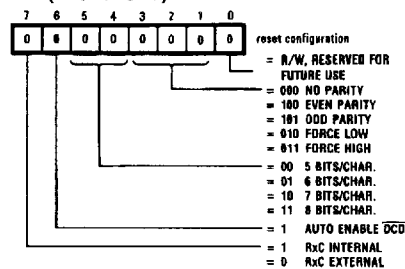 7 6 5 4 3 2 1 0
0 0 0 0 0 0 0 0 reset configuration
= R/W, RESERVED FOR
FUTURE USE
= 000 NO PARITY
= 100 EVEN PARITY
= 101 ODD PARITY
= 010 FORCE LOW
= 011 FORCE HIGH
= 00 5 BITS/CHAR.
= 01 6 BITS/CHAR.
= 10 7 BITS/CHAR.
= 11 8 BITS/CHAR.
= 1 AUTO ENABLE DCD
= 1 RxC INTERNAL
= 0 RxC EXTERNAL